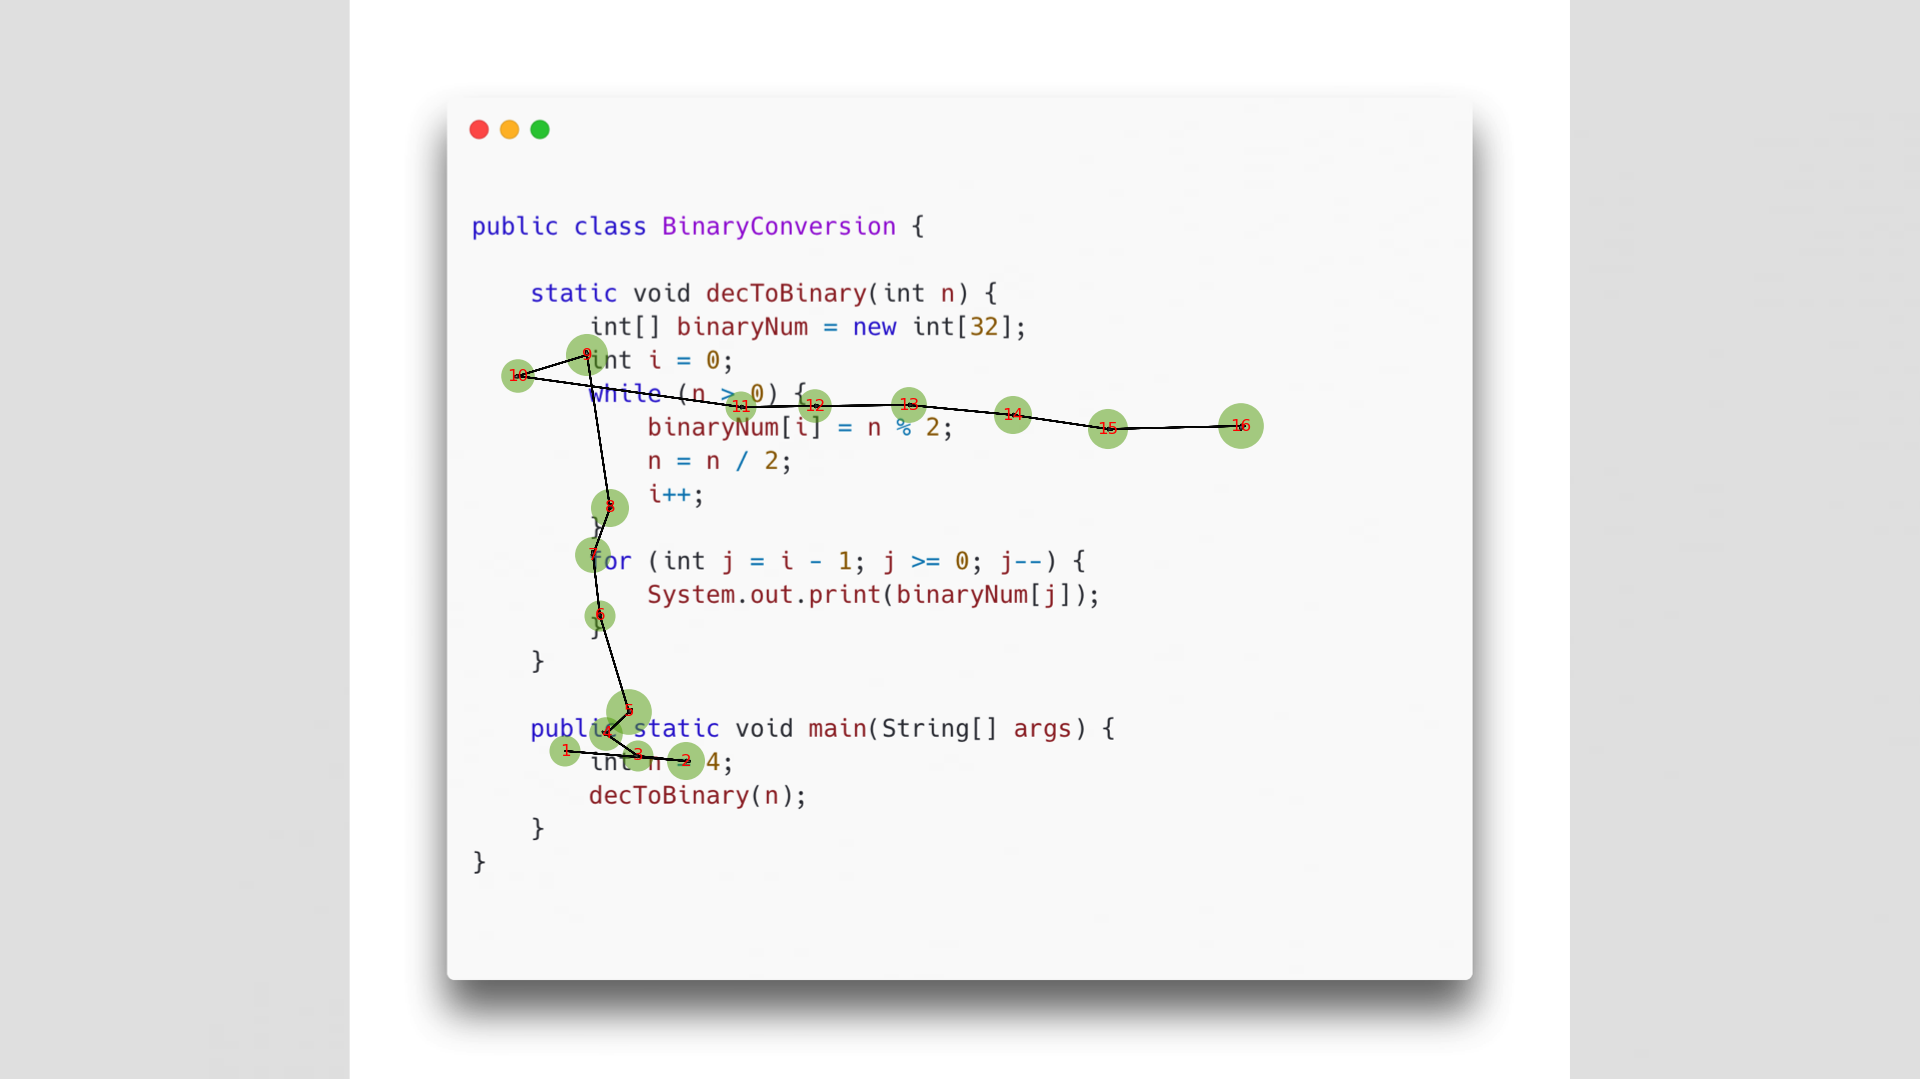 public class BinaryConversion {
static void decToBinary(int n) {
int[] binaryNum = new int[32];
int i = 0;
while (n > 0) {
binaryNum[i] = n % 2;
n = n / 2;
i++;
}
for (int j = i - 1; j >= 0; j--) {
System.out.print(binaryNum[j]);
}
}
public static void main(String[] args) {
int n = 4;
decToBinary(n);
}
}
1
2
3
4
5
6
7
8
9
10
11
12
13
14
15
16